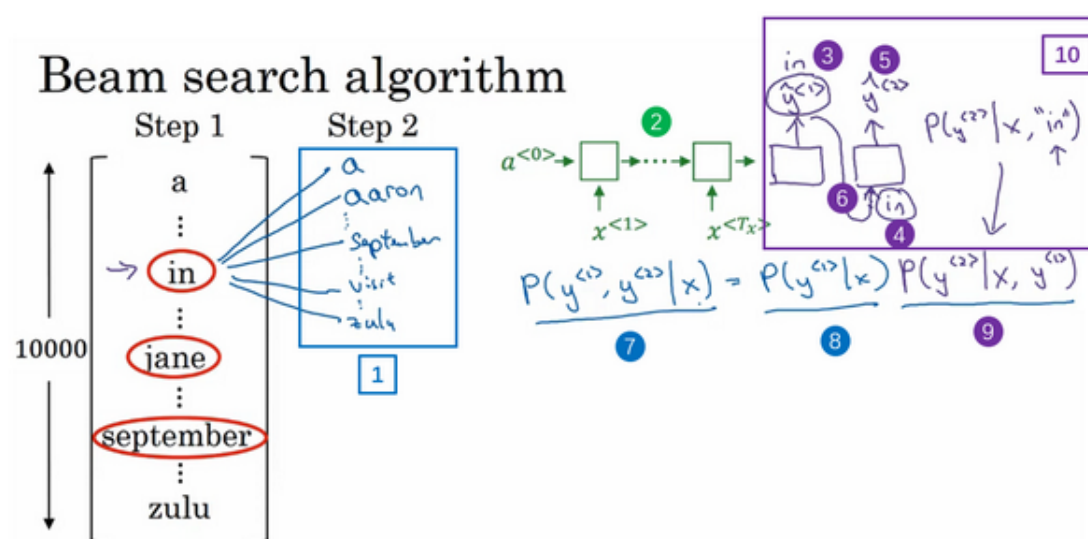 Beam search algorithm
Step 1
Step 2
10000
a
in
jane
september
zulu
a
aaron
september
visit
zulu
1
2
a<0>
x<1>
x<Tx>
in
3
ŷ<1>
5
ŷ<2>
10
P(y<2>|x, "in")
6
in
4
P(y<1>, y<2>|x) = P(y<1>|x) P(y<2>|x, y<1>)
7
8
9